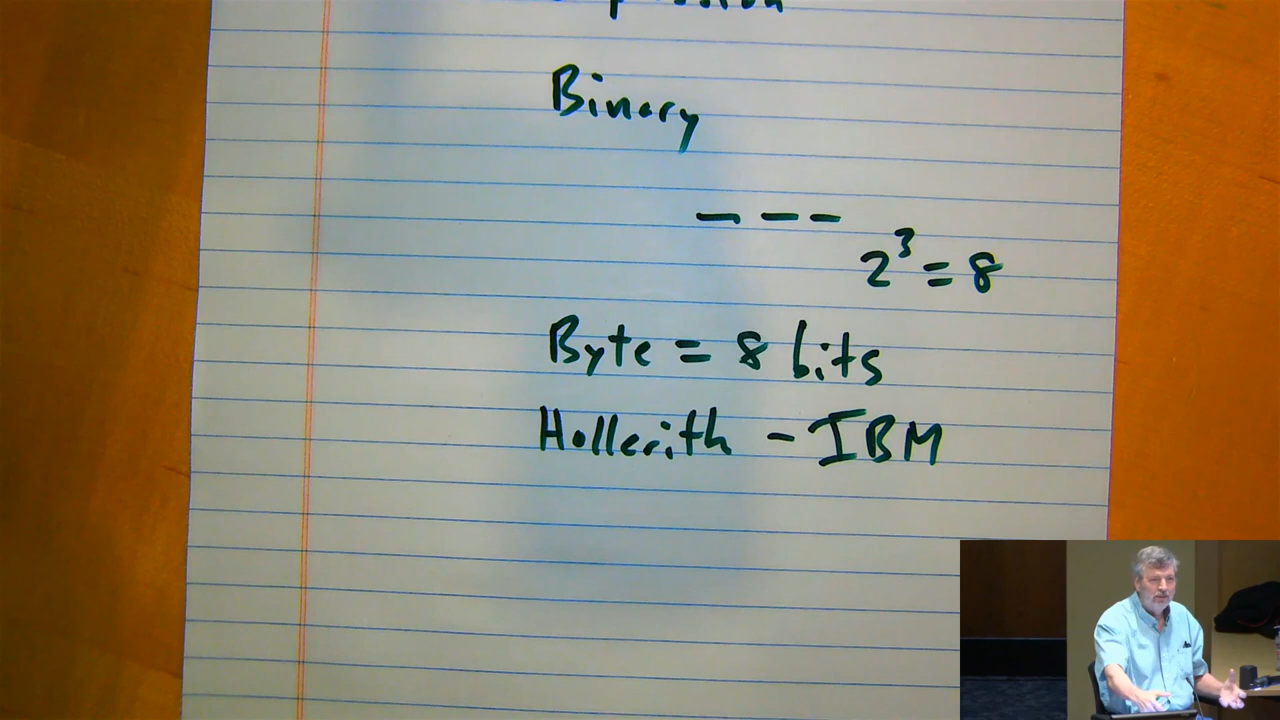 Binary
_ _ _
2³ = 8
Byte = 8 bits
Hollerith - IBM